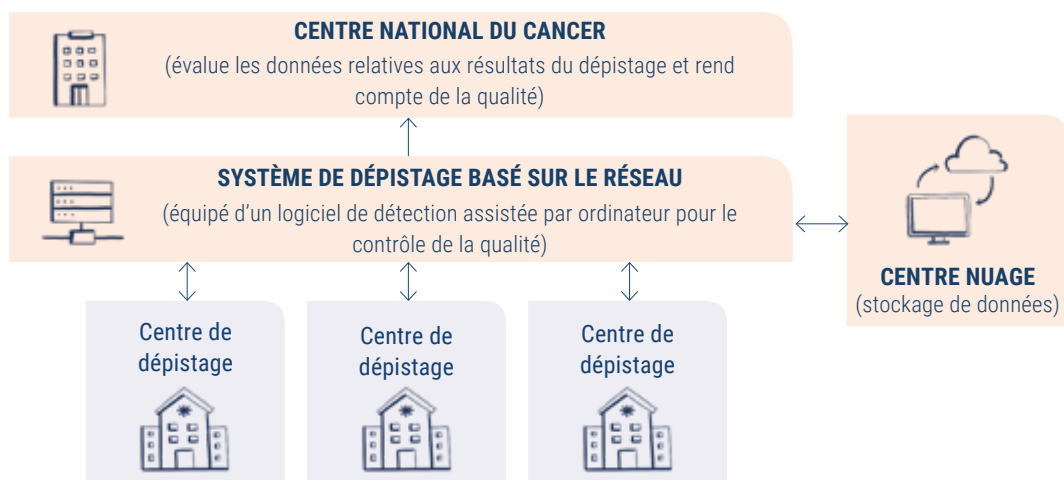 CENTRE NATIONAL DU CANCER
(évalue les données relatives aux résultats du dépistage et rend
compte de la qualité)
SYSTÈME DE DÉPISTAGE BASÉ SUR LE RÉSEAU
(équipé d’un logiciel de détection assistée par ordinateur pour le
contrôle de la qualité)
CENTRE NUAGE
(stockage de données)
Centre de
dépistage
Centre de
dépistage
Centre de
dépistage